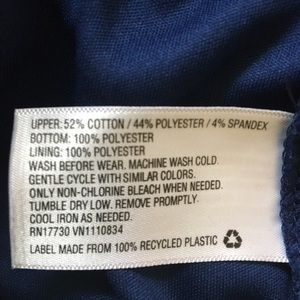 UPPER: 52% COTTON / 44% POLYESTER / 4% SPANDEX
BOTTOM: 100% POLYESTER
LINING: 100% POLYESTER
WASH BEFORE WEAR. MACHINE WASH COLD.
GENTLE CYCLE WITH SIMILAR COLORS.
ONLY NON-CHLORINE BLEACH WHEN NEEDED.
TUMBLE DRY LOW. REMOVE PROMPTLY.
COOL IRON AS NEEDED.
RN17730 VN1110834
LABEL MADE FROM 100% RECYCLED PLASTIC